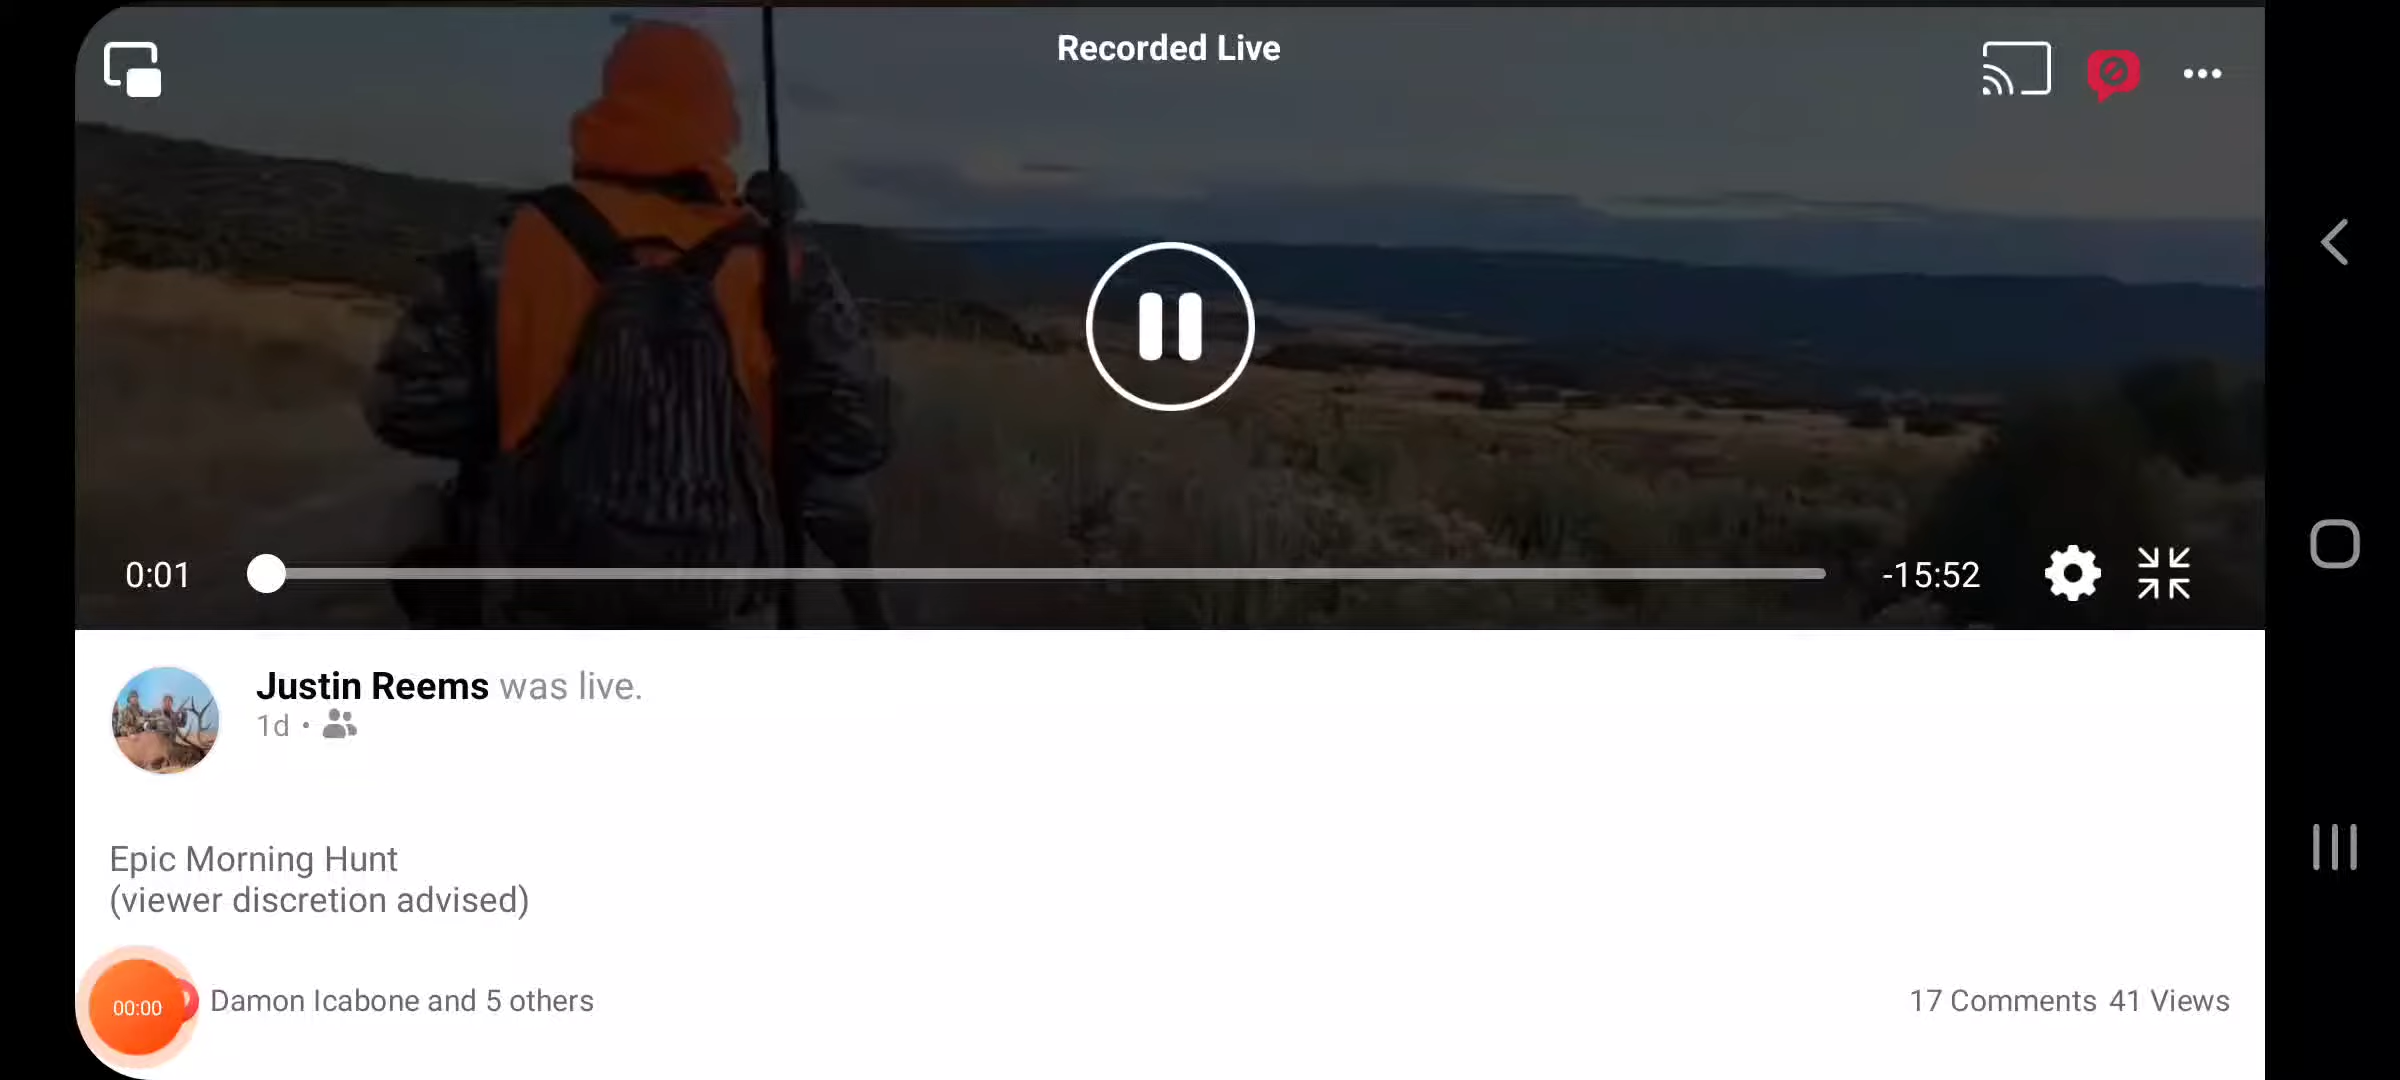 Recorded Live
0:01
-15:52
Justin Reems was live.
1d •
Epic Morning Hunt
(viewer discretion advised)
00:00
Damon Icabone and 5 others
17 Comments 41 Views